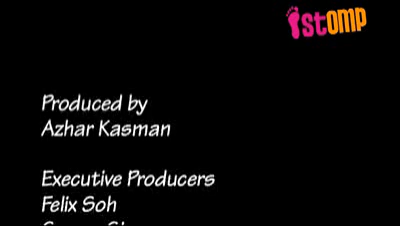 stomp
Produced by
Azhar Kasman
Executive Producers
Felix Soh